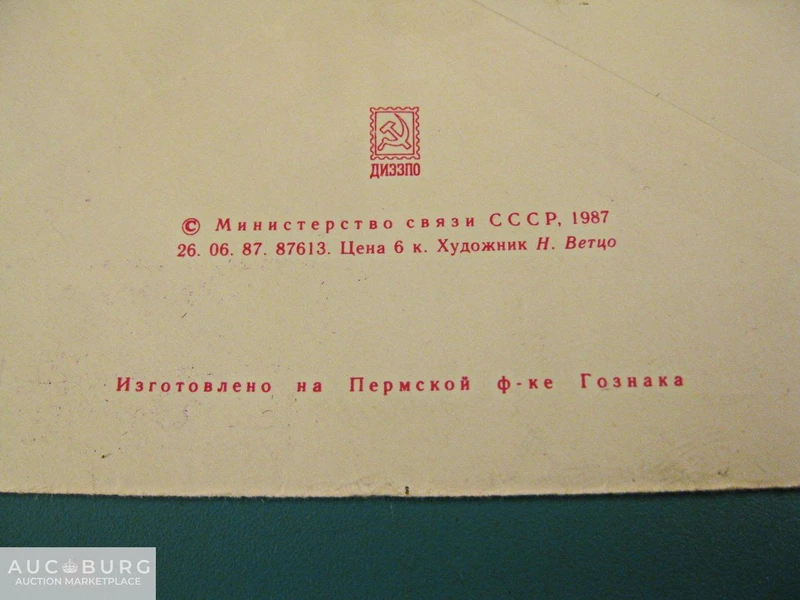 ДИЭЗПО
© Министерство связи СССР, 1987
26. 06. 87. 87613. Цена 6 к. Художник Н. Ветцо
Изготовлено на Пермской ф-ке Гознака
AUCBURG
AUCTION MARKETPLACE